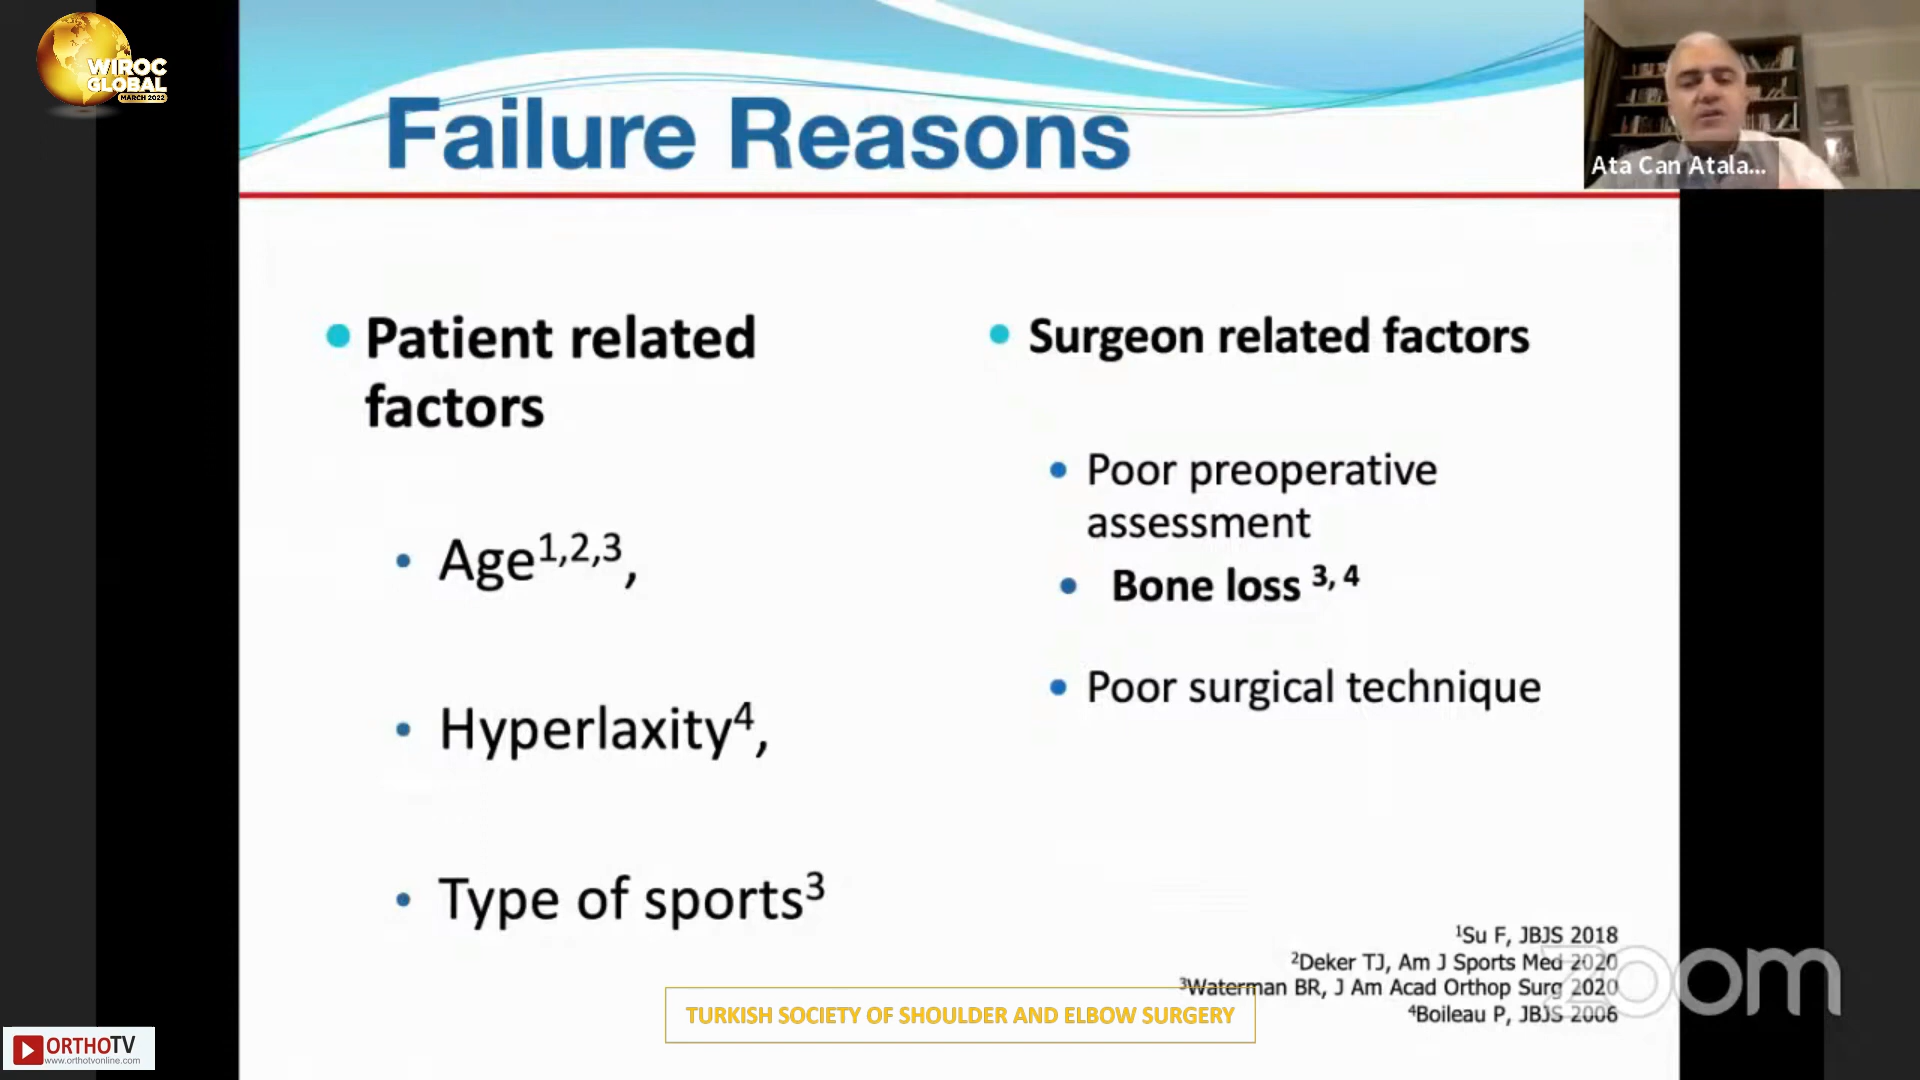 WIROC
GLOBAL
MARCH 2022
Failure Reasons
Ata Can Atala...
• Patient related
factors
• Age1,2,3,
• Hyperlaxity4,
• Type of sports3
• Surgeon related factors
• Poor preoperative
assessment
• Bone loss 3, 4
• Poor surgical technique
1Su F, JBJS 2018
2Deker TJ, Am J Sports Med 2020
3Waterman BR, J Am Acad Orthop Surg 2020
4Boileau P, JBJS 2006
zoom
TURKISH SOCIETY OF SHOULDER AND ELBOW SURGERY
ORTHOTV
www.orthotvonline.com